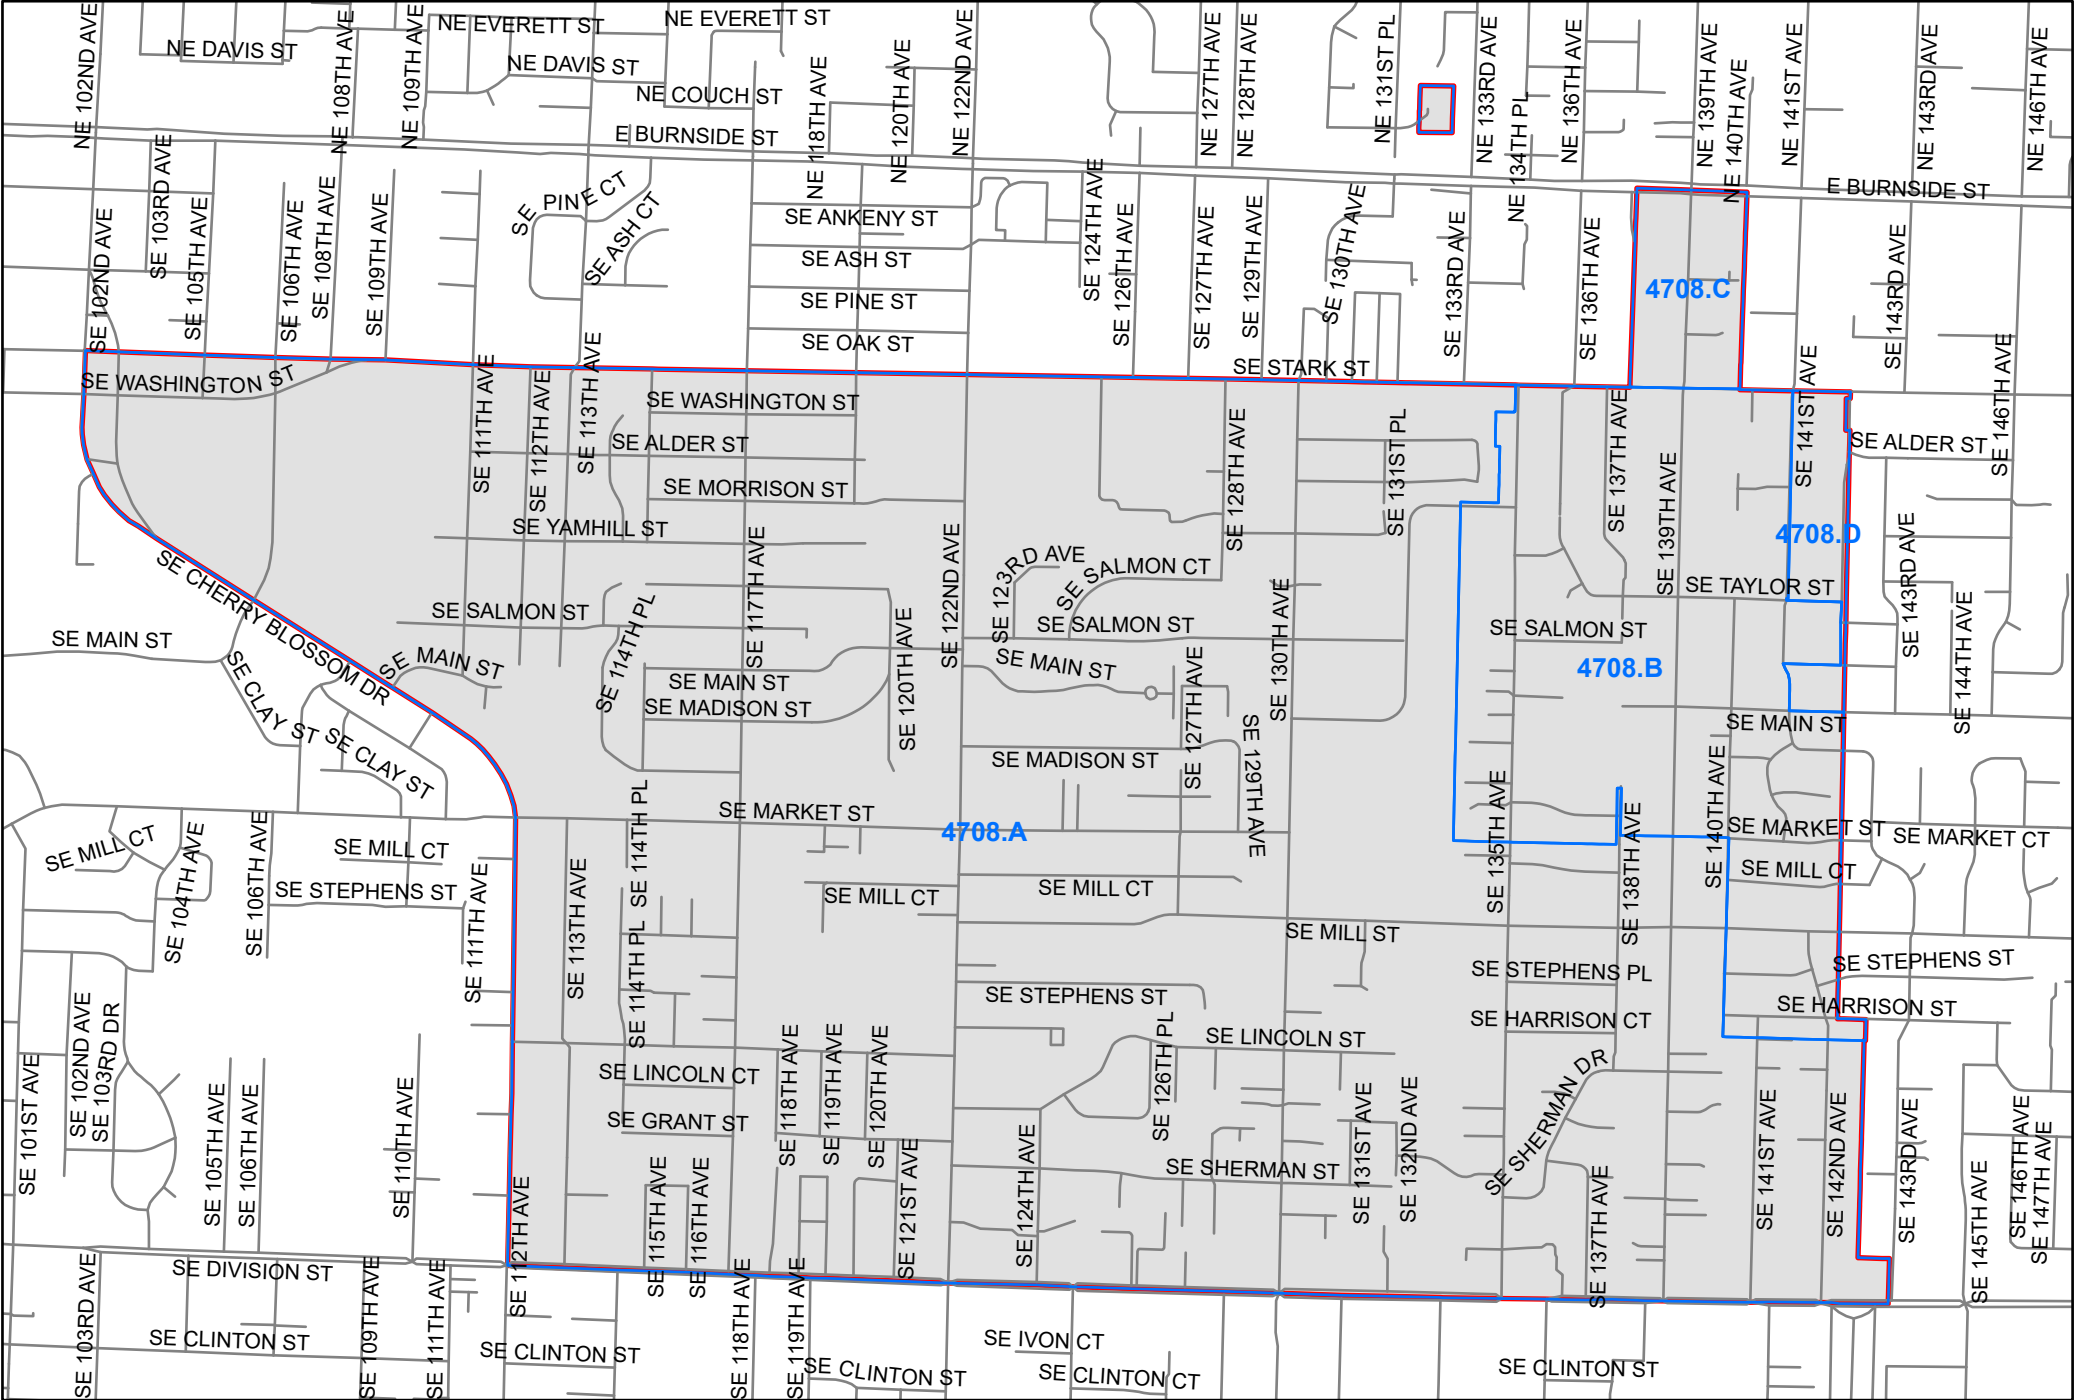 NE EVERETT ST
NE EVERETT ST
NE DAVIS ST
NE DAVIS ST
NE COUCH ST
E BURNSIDE ST
NE 102ND AVE
NE 108TH AVE
NE 109TH AVE
NE 118TH AVE
NE 120TH AVE
NE 122ND AVE
NE 127TH AVE
NE 128TH AVE
NE 131ST PL
NE 133RD AVE
NE 134TH PL
NE 136TH AVE
NE 139TH AVE
NE 140TH AVE
NE 141ST AVE
NE 143RD AVE
NE 146TH AVE
E BURNSIDE ST
SE 102ND AVE
SE 103RD AVE
SE 105TH AVE
SE 106TH AVE
SE 108TH AVE
SE 109TH AVE
SE PINE CT
SE ASH CT
SE ANKENY ST
SE ASH ST
SE PINE ST
SE OAK ST
SE 124TH AVE
SE 126TH AVE
SE 127TH AVE
SE 129TH AVE
SE 130TH AVE
SE 133RD AVE
SE 136TH AVE
4708.C
SE 143RD AVE
SE 146TH AVE
SE STARK ST
SE WASHINGTON ST
SE 111TH AVE
SE 112TH AVE
SE 113TH AVE
SE WASHINGTON ST
SE ALDER ST
SE MORRISON ST
SE YAMHILL ST
SE 117TH AVE
SE 122ND AVE
SE 128TH AVE
SE 131ST PL
SE 137TH AVE
SE 139TH AVE
SE 141ST AVE
SE ALDER ST
4708.D
SE 143RD AVE
SE 144TH AVE
SE TAYLOR ST
SE CHERRY BLOSSOM DR
SE SALMON ST
SE 114TH PL
SE 123RD AVE
SE SALMON CT
SE SALMON ST
SE 130TH AVE
SE SALMON ST
4708.B
SE MAIN ST
SE MAIN ST
SE MAIN ST
SE MADISON ST
SE 120TH AVE
SE MAIN ST
SE 127TH AVE
SE 129TH AVE
SE MADISON ST
SE MAIN ST
SE CLAY ST
SE CLAY ST
SE MARKET ST
4708.A
SE 135TH AVE
SE 138TH AVE
SE 140TH AVE
SE MARKET ST
SE MARKET CT
SE MILL CT
SE MILL CT
SE 104TH AVE
SE 106TH AVE
SE MILL CT
SE STEPHENS ST
SE 111TH AVE
SE 113TH AVE
SE 114TH PL
SE 114TH PL
SE MILL CT
SE MILL CT
SE MILL ST
SE STEPHENS PL
SE STEPHENS ST
SE STEPHENS ST
SE HARRISON ST
SE HARRISON CT
SE LINCOLN ST
SE 101ST AVE
SE 102ND AVE
SE 103RD DR
SE 105TH AVE
SE 106TH AVE
SE 110TH AVE
SE LINCOLN CT
SE GRANT ST
SE 118TH AVE
SE 119TH AVE
SE 120TH AVE
SE 126TH PL
SE 124TH AVE
SE 121ST AVE
SE SHERMAN ST
SE 131ST AVE
SE 132ND AVE
SE SHERMAN DR
SE 137TH AVE
SE 141ST AVE
SE 142ND AVE
SE 143RD AVE
SE 145TH AVE
SE 146TH AVE
SE 147TH AVE
SE 112TH AVE
SE 115TH AVE
SE 116TH AVE
SE DIVISION ST
SE 103RD AVE
SE 109TH AVE
SE 111TH AVE
SE 118TH AVE
SE 119TH AVE
SE CLINTON ST
SE CLINTON ST
SE CLINTON ST
SE IVON CT
SE CLINTON CT
SE CLINTON ST